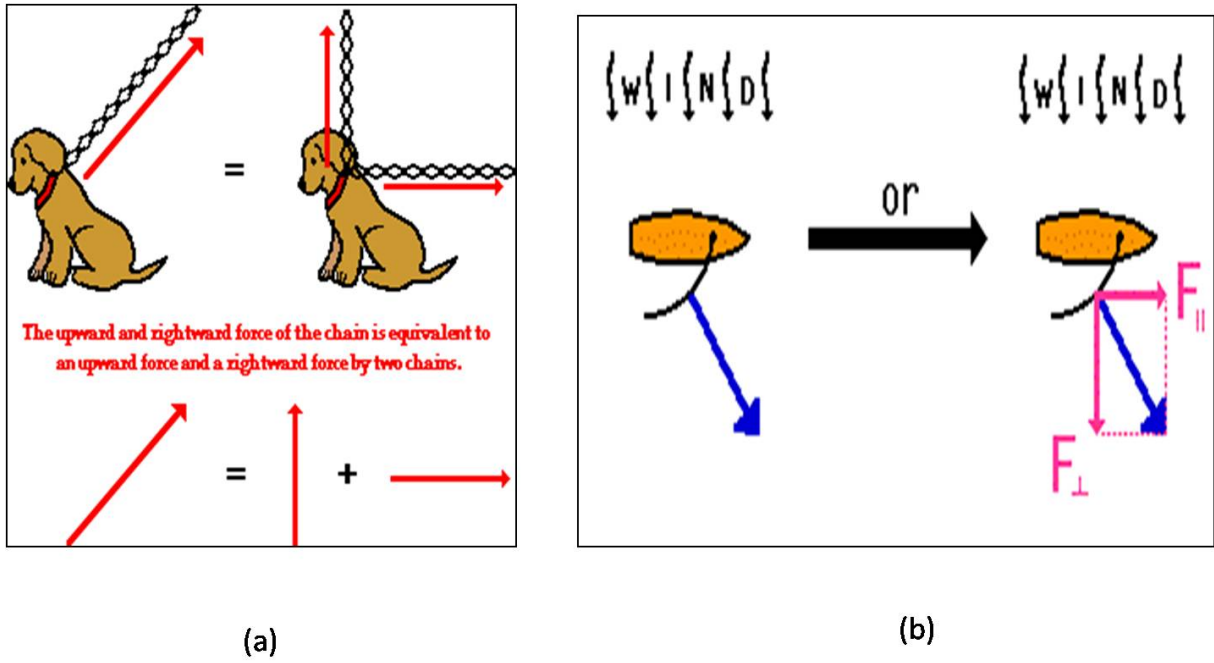 =
The upward and rightward force of the chain is equivalent to
an upward force and a rightward force by two chains.
= +
(a)
W I N D
W I N D
or
F||
F⊥
(b)